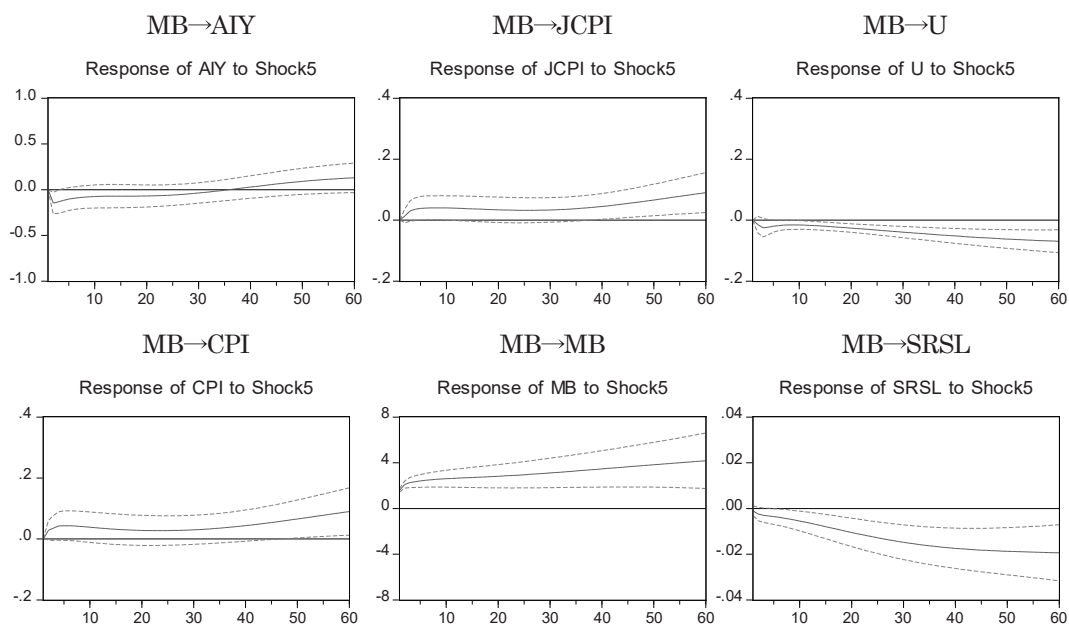 MB→AIY
Response of AIY to Shock5
1.0
0.5
0.0
-0.5
-1.0
10 20 30 40 50 60
MB→JCPI
Response of JCPI to Shock5
.4
.2
.0
-.2
10 20 30 40 50 60
MB→U
Response of U to Shock5
.4
.2
.0
-.2
10 20 30 40 50 60
MB→CPI
Response of CPI to Shock5
.4
.2
.0
-.2
10 20 30 40 50 60
MB→MB
Response of MB to Shock5
8
4
0
-4
-8
10 20 30 40 50 60
MB→SRSL
Response of SRSL to Shock5
.04
.02
.00
-.02
-.04
10 20 30 40 50 60